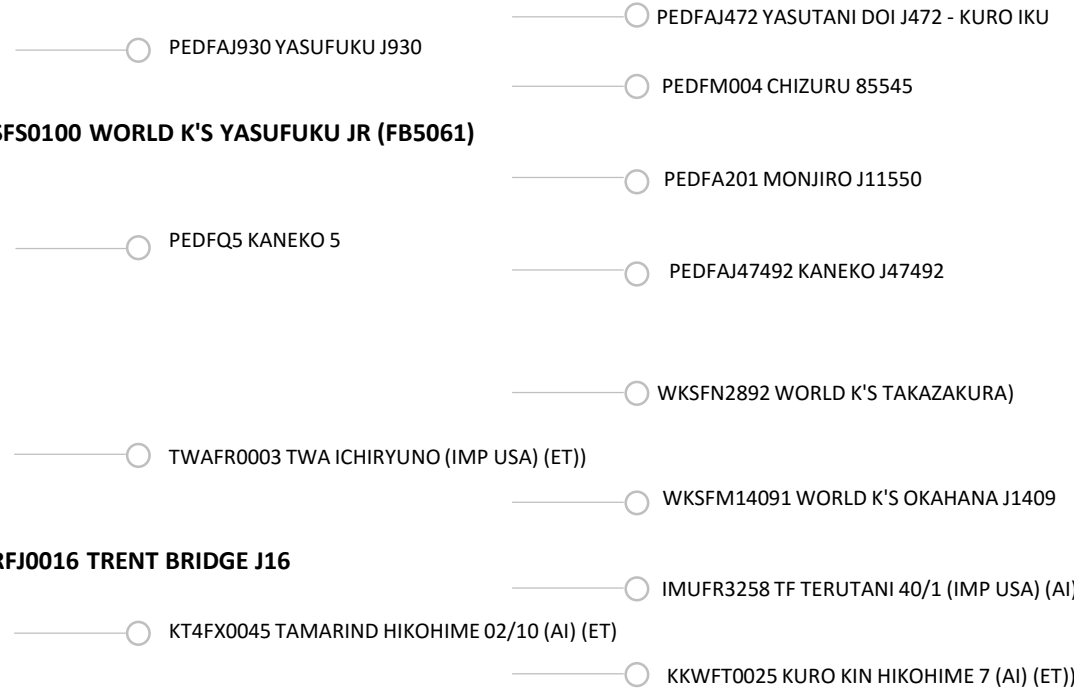 PEDFAJ472 YASUTANI DOI J472 - KURO IKU
PEDFAJ930 YASUFUKU J930
PEDFM004 CHIZURU 85545
SFS0100 WORLD K'S YASUFUKU JR (FB5061)
PEDFA201 MONJIRO J11550
PEDFQ5 KANEKO 5
PEDFAJ47492 KANEKO J47492
WKSFN2892 WORLD K'S TAKAZAKURA)
TWAFR0003 TWA ICHIRYUNO (IMP USA) (ET))
WKSFM14091 WORLD K'S OKAHANA J1409
RFJ0016 TRENT BRIDGE J16
IMUFR3258 TF TERUTANI 40/1 (IMP USA) (AI)
KT4FX0045 TAMARIND HIKOHIME 02/10 (AI) (ET)
KKWFT0025 KURO KIN HIKOHIME 7 (AI) (ET))